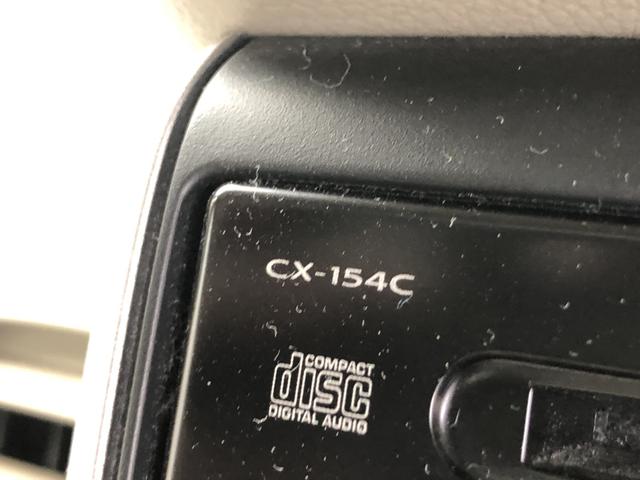 CX-154C
COMPACT
disc
DIGITAL AUDIO